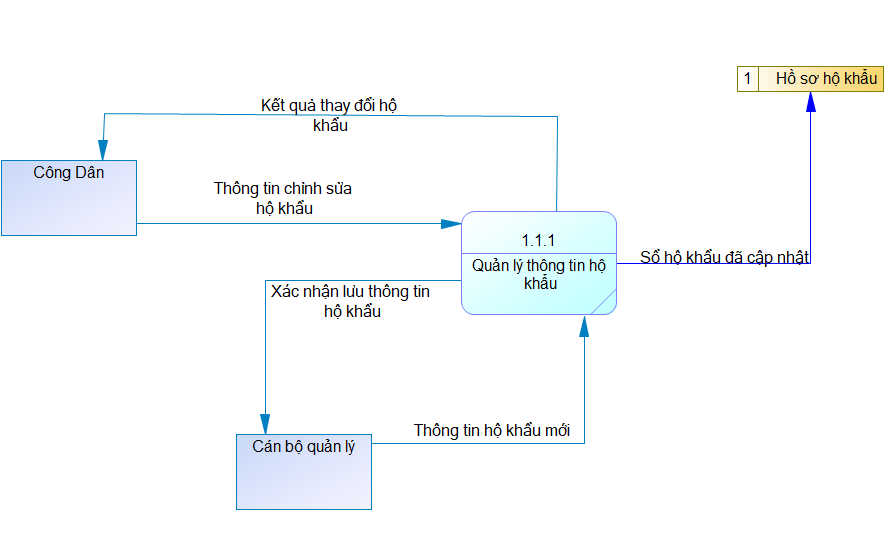 1 Hồ sơ hộ khẩu
Kết quả thay đổi hộ
khẩu
Công Dân
Thông tin chỉnh sửa
hộ khẩu
1.1.1
Quản lý thông tin hộ
khẩu
Sổ hộ khẩu đã cập nhật
Xác nhận lưu thông tin
hộ khẩu
Thông tin hộ khẩu mới
Cán bộ quản lý